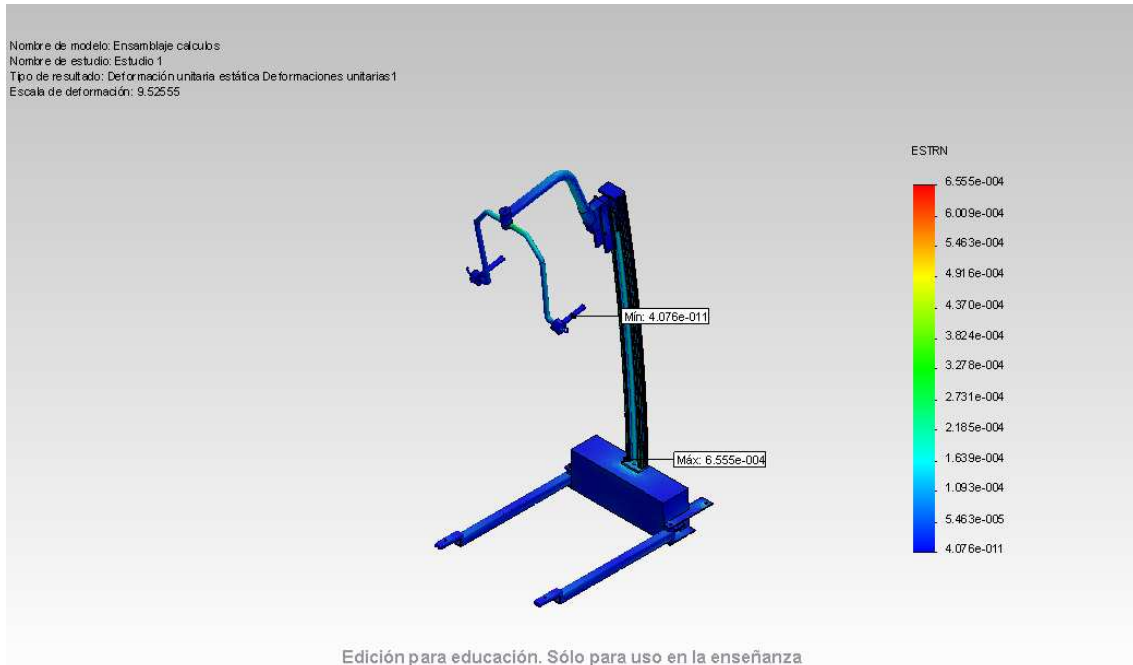 Nombre de modelo: Ensamblaje calculos
Nombre de estudio: Estudio 1
Tipo de resultado: Deformación unitaria estática Deformaciones unitarias1
Escala de deformación: 9.52555
ESTRN
6.555e-004
6.009e-004
5.463e-004
4.916e-004
4.370e-004
3.824e-004
3.278e-004
2.731e-004
2.185e-004
1.639e-004
1.093e-004
5.463e-005
4.076e-011
Mín: 4.076e-011
Máx: 6.555e-004
Edición para educación. Sólo para uso en la enseñanza